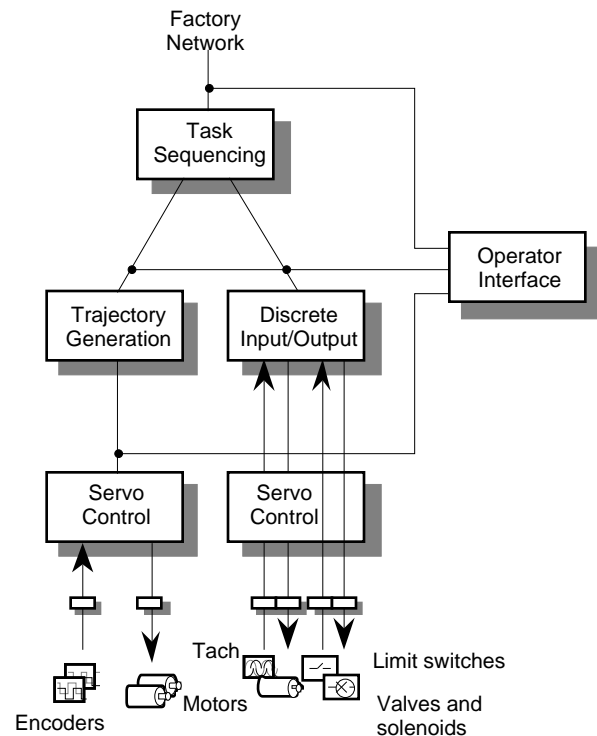 Factory
Network
Task
Sequencing
Operator
Interface
Trajectory
Generation
Discrete
Input/Output
Servo
Control
Servo
Control
Tach
Limit switches
Encoders
Motors
Valves and
solenoids